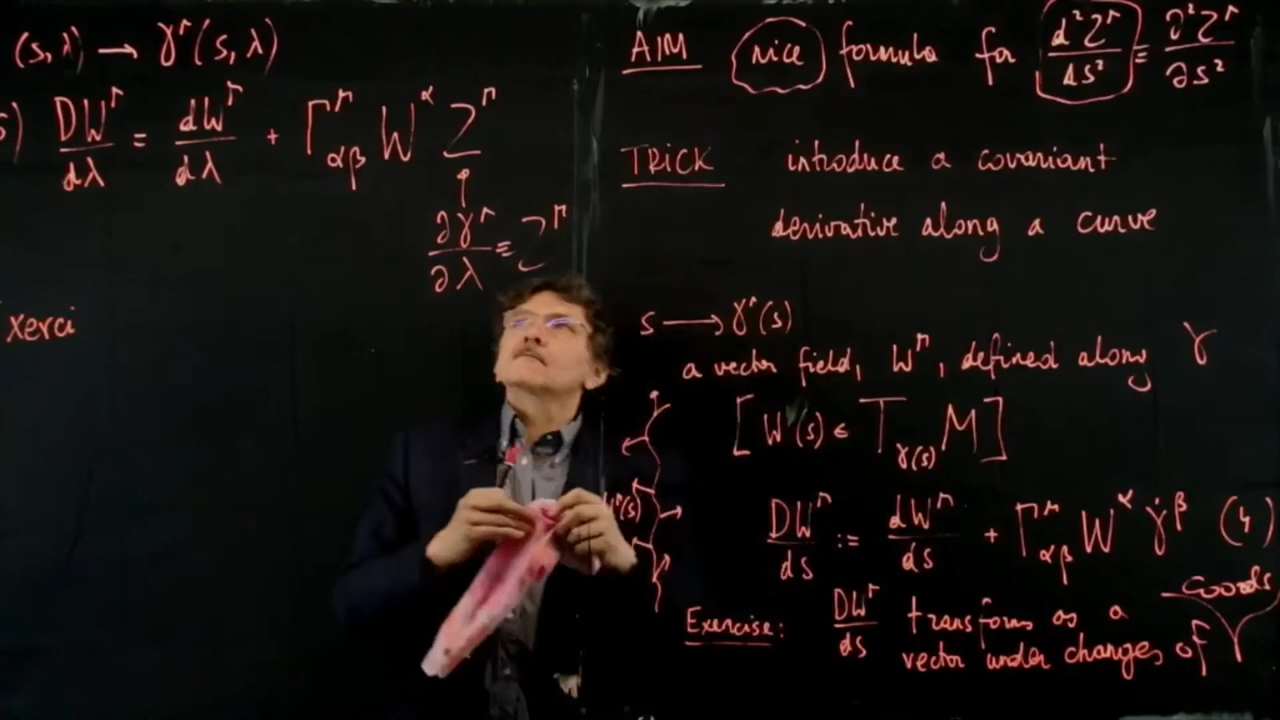 (s, λ) → γ^μ(s, λ)
5) DW^μ/dλ = dW^μ/dλ + Γ^μ_αβ W^α Z^μ
↑
∂γ^μ/∂λ = Z^μ
xerci
AIM nice formula for d²Z^μ/ds² = ∂²Z^μ/∂s²
TRICK introduce a covariant
derivative along a curve
s → γ^μ(s)
a vector field, W^μ, defined along γ
[W(s) ∈ T_γ(s) M]
W^μ(s)
DW^μ/ds := dW^μ/ds + Γ^μ_αβ W^α γ̇^β (4)
Exercise: DW^μ/ds transforms as a
vector under changes of coords